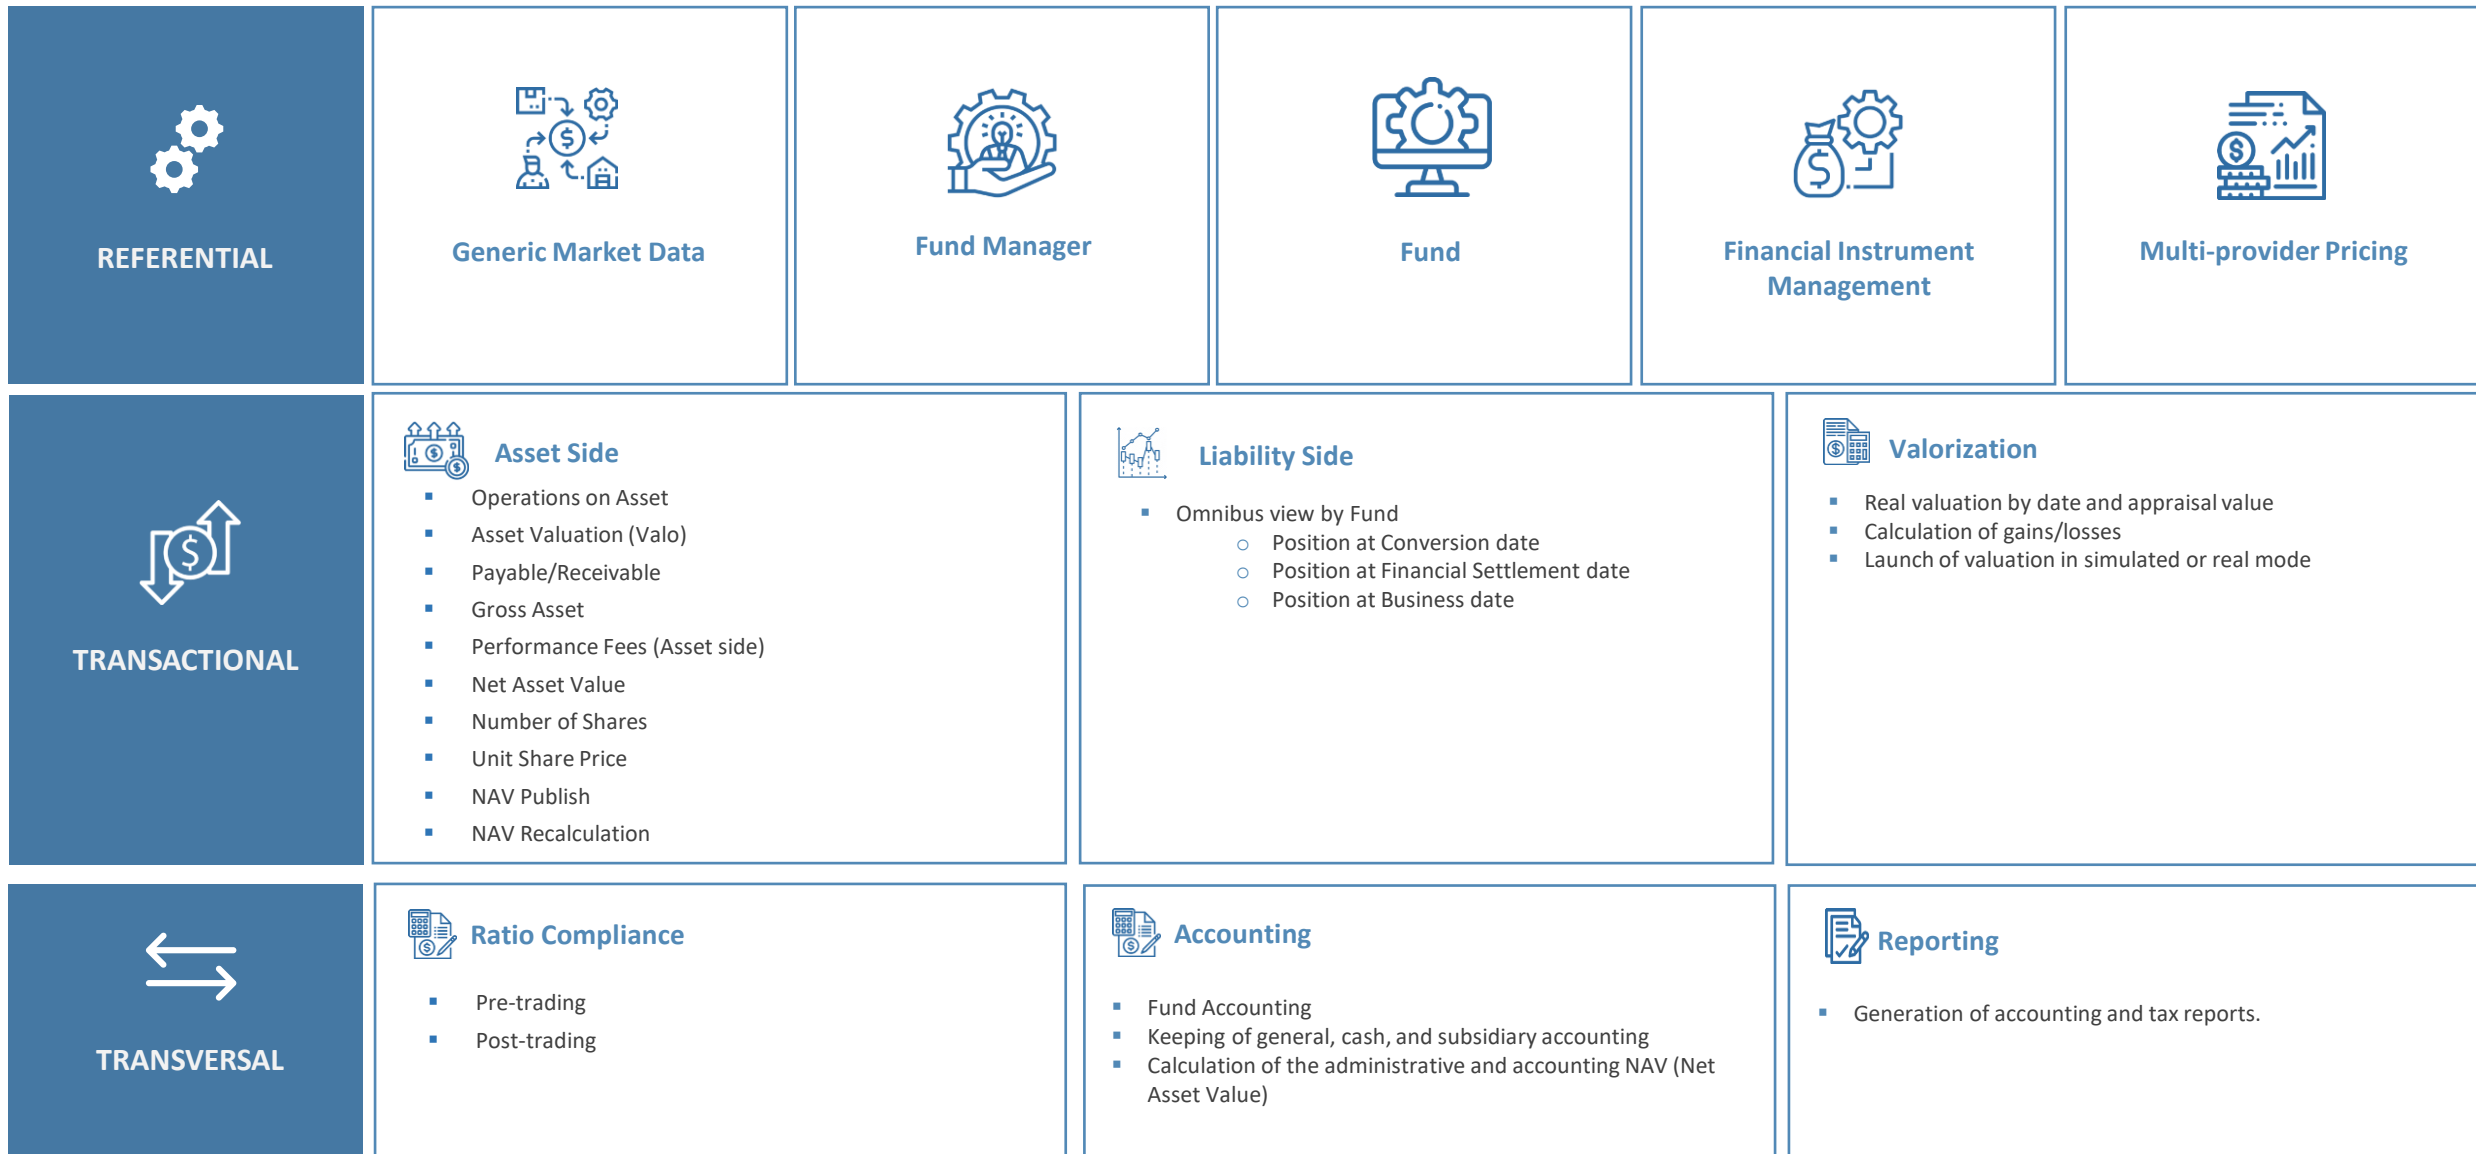 REFERENTIAL
Generic Market Data
Fund Manager
Fund
Financial Instrument
Management
Multi-provider Pricing
TRANSACTIONAL
Asset Side
▪ Operations on Asset
▪ Asset Valuation (Valo)
▪ Payable/Receivable
▪ Gross Asset
▪ Performance Fees (Asset side)
▪ Net Asset Value
▪ Number of Shares
▪ Unit Share Price
▪ NAV Publish
▪ NAV Recalculation
Liability Side
▪ Omnibus view by Fund
o Position at Conversion date
o Position at Financial Settlement date
o Position at Business date
Valorization
▪ Real valuation by date and appraisal value
▪ Calculation of gains/losses
▪ Launch of valuation in simulated or real mode
TRANSVERSAL
Ratio Compliance
▪ Pre-trading
▪ Post-trading
Accounting
▪ Fund Accounting
▪ Keeping of general, cash, and subsidiary accounting
▪ Calculation of the administrative and accounting NAV (Net
Asset Value)
Reporting
▪ Generation of accounting and tax reports.